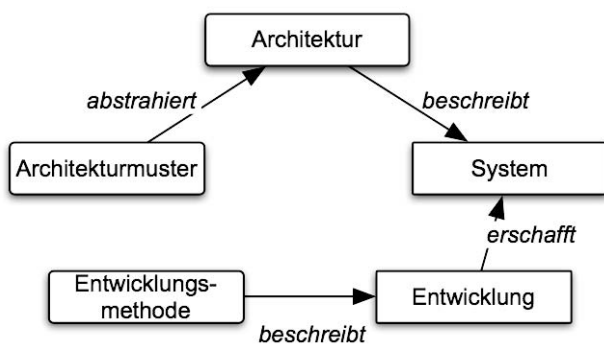 Architektur
abstrahiert
beschreibt
Architekturmuster
System
erschafft
Entwicklungs-
methode
Entwicklung
beschreibt